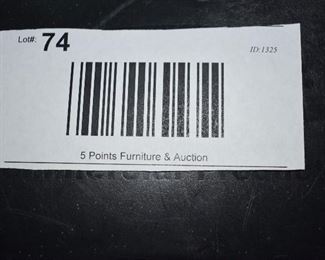 Lot#: 74
ID:1325
5 Points Furniture & Auction